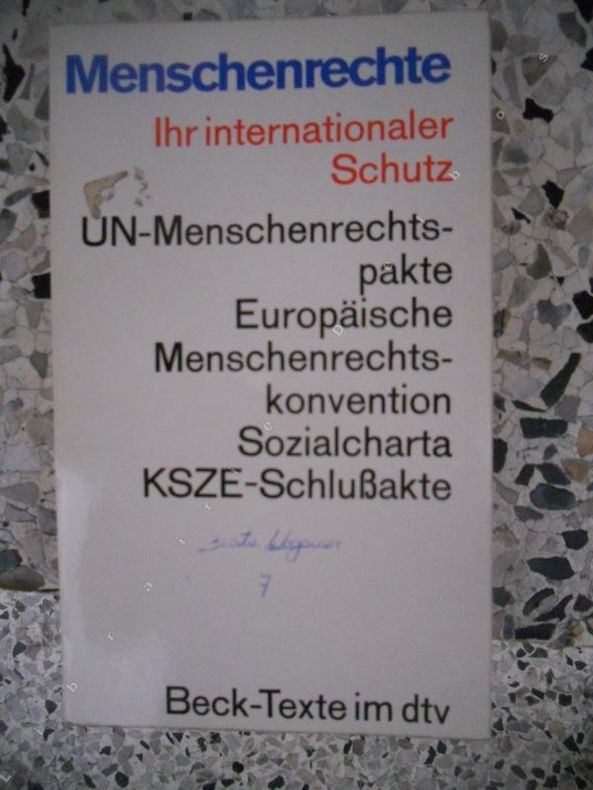 Menschenrechte
Ihr internationaler
Schutz
UN-Menschenrechts-
pakte
Europäische
Menschenrechts-
konvention
Sozialcharta
KSZE-Schlußakte
7
Beck-Texte im dtv